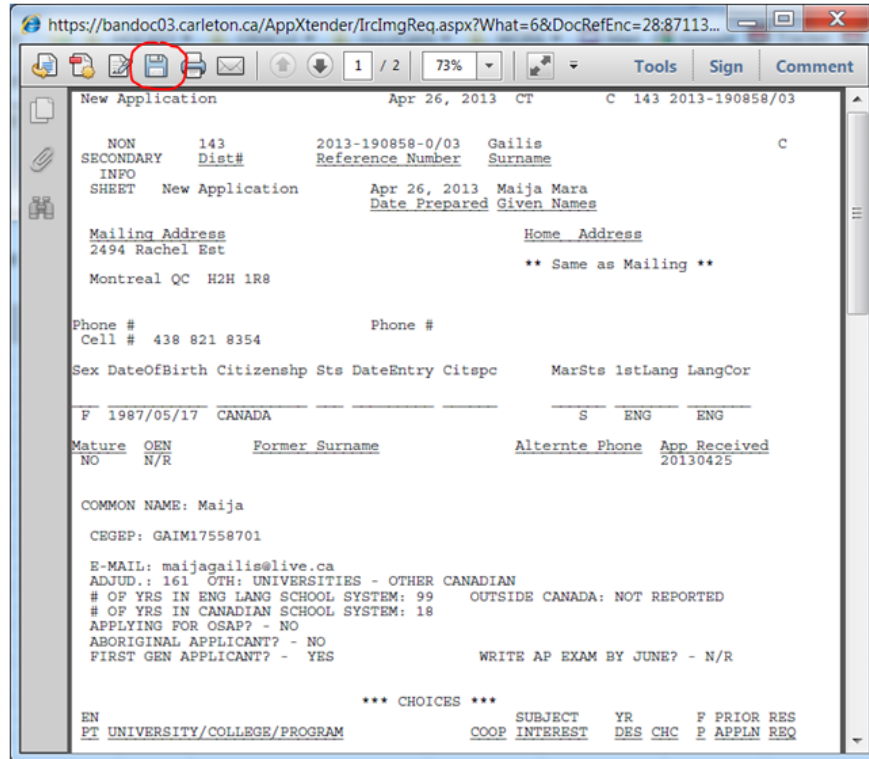 https://bandoc03.carleton.ca/AppXtender/IrcImgReq.aspx?What=6&DocRefEnc=28:87113...
1 / 2 73% Tools Sign Comment
New Application Apr 26, 2013 CT C 143 2013-190858/03
NON 143 2013-190858-0/03 Gailis C
SECONDARY Dist# Reference Number Surname
INFO
SHEET New Application Apr 26, 2013 Maija Mara
Date Prepared Given Names
Mailing Address Home Address
2494 Rachel Est
** Same as Mailing **
Montreal QC H2H 1R8
Phone # Phone #
Cell # 438 821 8354
Sex DateOfBirth Citizenshp Sts DateEntry Citspc MarSts 1stLang LangCor
F 1987/05/17 CANADA S ENG ENG
Mature OEN Former Surname Alternte Phone App Received
NO N/R 20130425
COMMON NAME: Maija
CEGEP: GAIM17558701
E-MAIL: maijagailis@live.ca
ADJUD.: 161 OTH: UNIVERSITIES - OTHER CANADIAN
# OF YRS IN ENG LANG SCHOOL SYSTEM: 99 OUTSIDE CANADA: NOT REPORTED
# OF YRS IN CANADIAN SCHOOL SYSTEM: 18
APPLYING FOR OSAP? - NO
ABORIGINAL APPLICANT? - NO
FIRST GEN APPLICANT? - YES WRITE AP EXAM BY JUNE? - N/R
*** CHOICES ***
EN SUBJECT YR F PRIOR RES
PT UNIVERSITY/COLLEGE/PROGRAM COOP INTEREST DES CHC P APPLN REQ